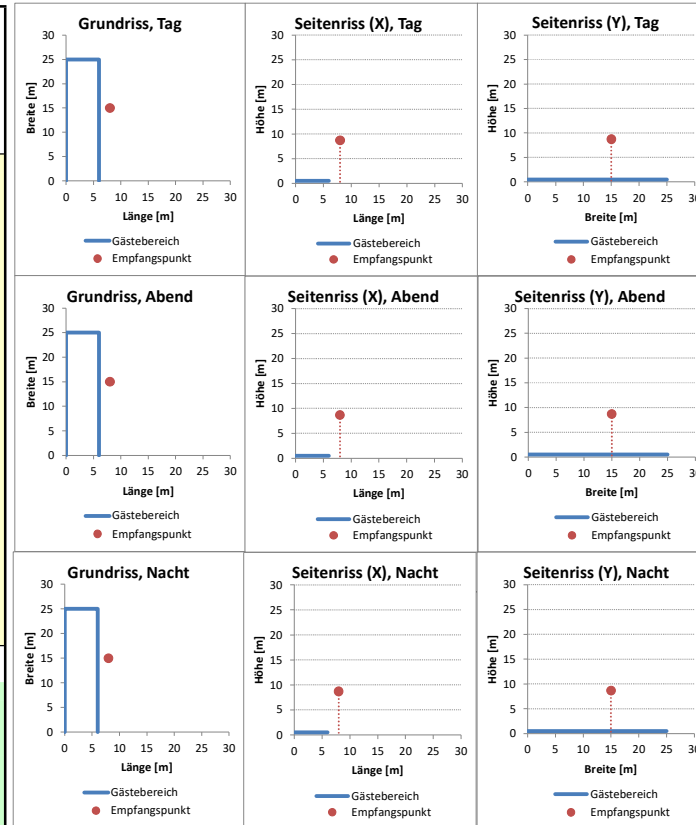 Grundriss, Tag
Breite [m]
30
25
20
15
10
5
0
0 5 10 15 20 25 30
Länge [m]
Gästebereich
Empfangspunkt
Seitenriss (X), Tag
Höhe [m]
30
25
20
15
10
5
0
0 5 10 15 20 25 30
Länge [m]
Gästebereich
Empfangspunkt
Seitenriss (Y), Tag
Höhe [m]
30
25
20
15
10
5
0
0 5 10 15 20 25 30
Breite [m]
Gästebereich
Empfangspunkt
Grundriss, Abend
Breite [m]
30
25
20
15
10
5
0
0 5 10 15 20 25 30
Länge [m]
Gästebereich
Empfangspunkt
Seitenriss (X), Abend
Höhe [m]
30
25
20
15
10
5
0
0 5 10 15 20 25 30
Länge [m]
Gästebereich
Empfangspunkt
Seitenriss (Y), Abend
Höhe [m]
30
25
20
15
10
5
0
0 5 10 15 20 25 30
Breite [m]
Gästebereich
Empfangspunkt
Grundriss, Nacht
Breite [m]
30
25
20
15
10
5
0
0 5 10 15 20 25 30
Länge [m]
Gästebereich
Empfangspunkt
Seitenriss (X), Nacht
Höhe [m]
30
25
20
15
10
5
0
0 5 10 15 20 25 30
Länge [m]
Gästebereich
Empfangspunkt
Seitenriss (Y), Nacht
Höhe [m]
30
25
20
15
10
5
0
0 5 10 15 20 25 30
Breite [m]
Gästebereich
Empfangspunkt